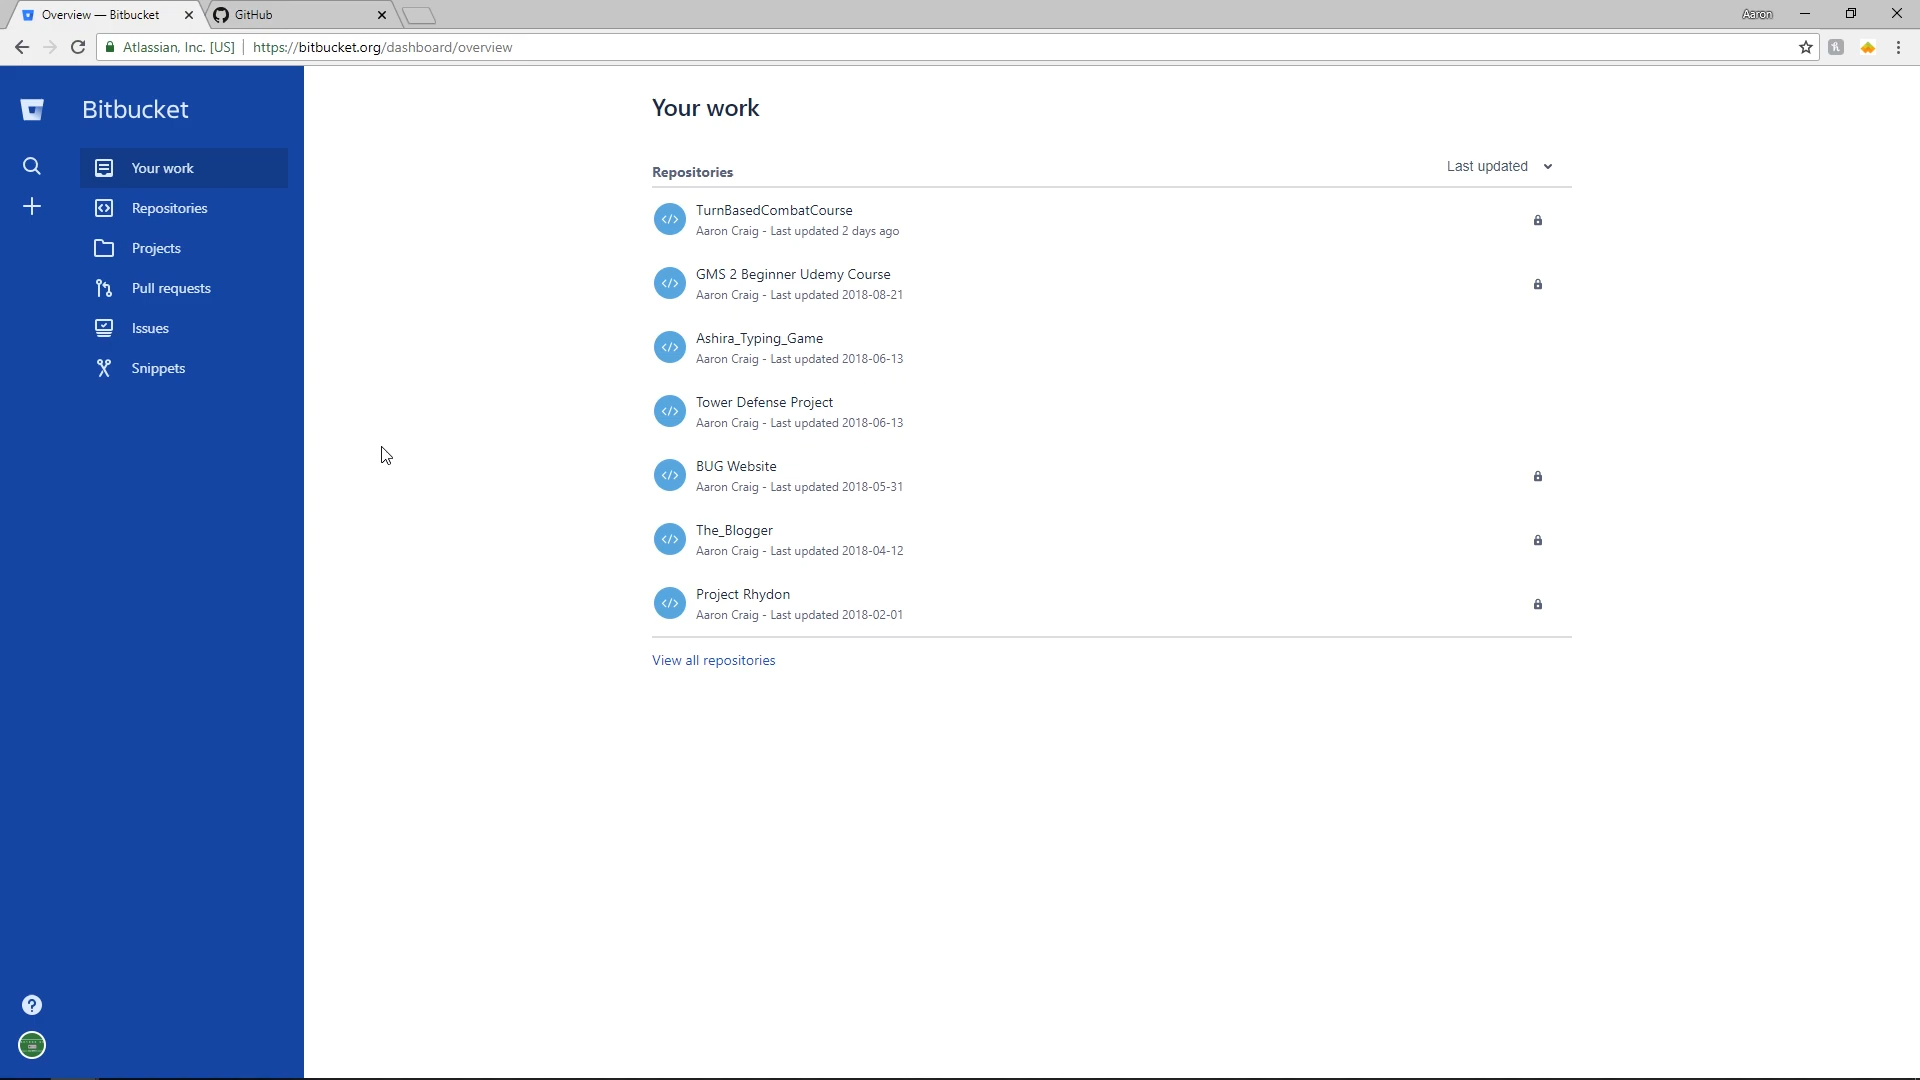 Overview — Bitbucket
GitHub
Aaron
Atlassian, Inc. [US] https://bitbucket.org/dashboard/overview
Bitbucket
Your work
Repositories
Projects
Pull requests
Issues
Snippets
Your work
Repositories
Last updated
TurnBasedCombatCourse
Aaron Craig - Last updated 2 days ago
GMS 2 Beginner Udemy Course
Aaron Craig - Last updated 2018-08-21
Ashira_Typing_Game
Aaron Craig - Last updated 2018-06-13
Tower Defense Project
Aaron Craig - Last updated 2018-06-13
BUG Website
Aaron Craig - Last updated 2018-05-31
The_Blogger
Aaron Craig - Last updated 2018-04-12
Project Rhydon
Aaron Craig - Last updated 2018-02-01
View all repositories